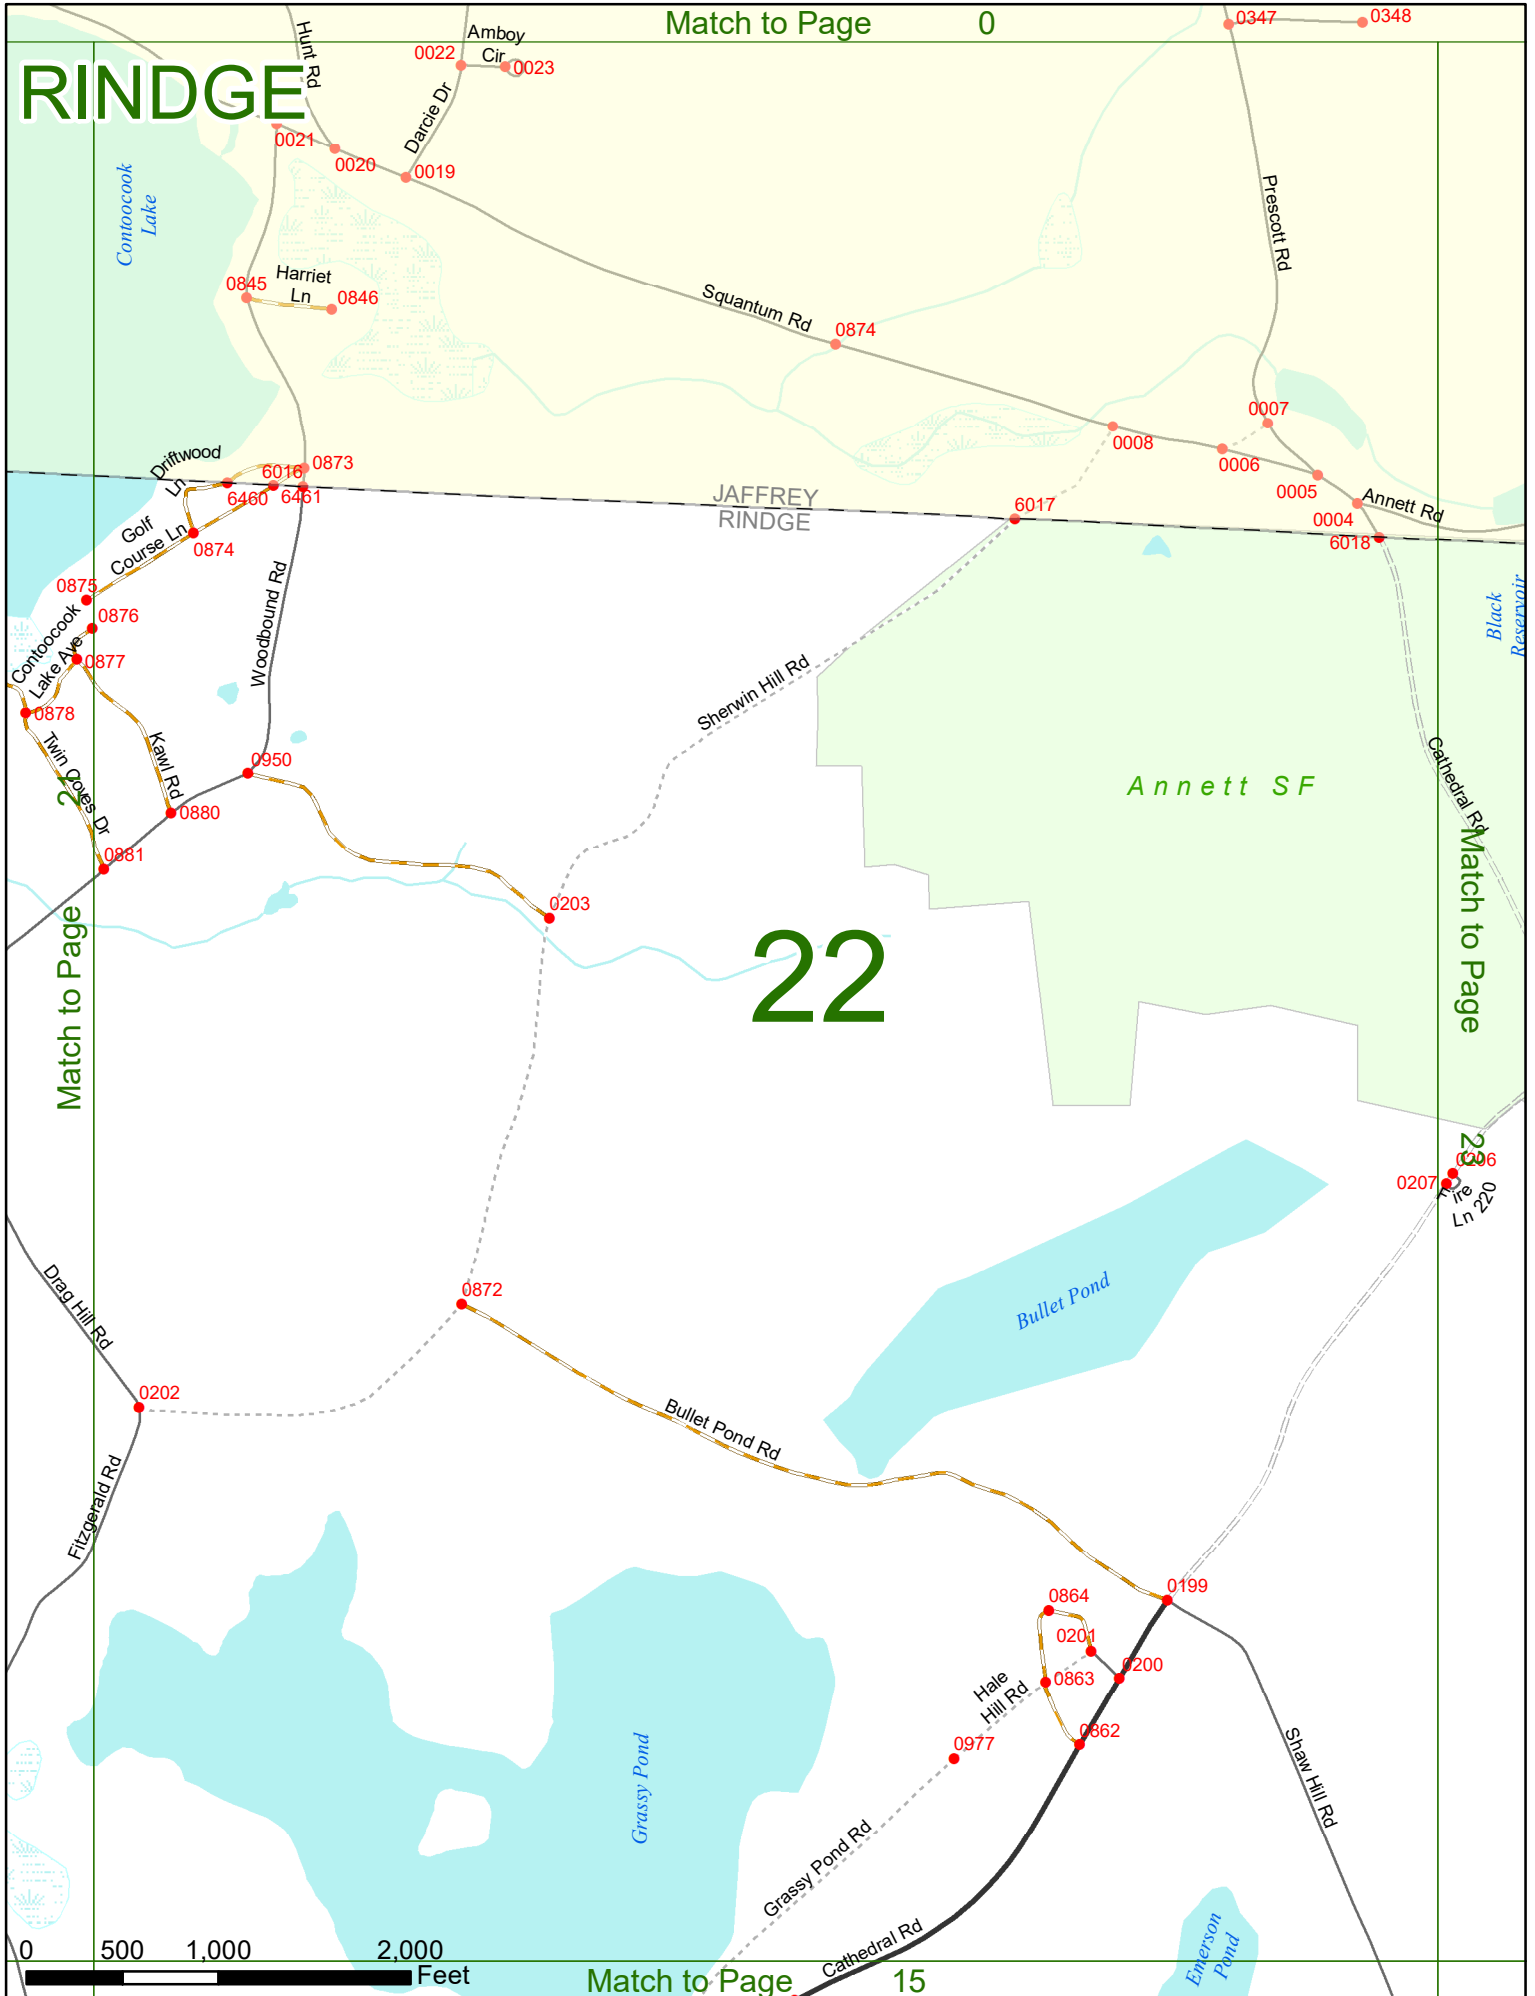 Match to Page 0
0347
0348
Amboy
Cir
0022
0023
Hunt Rd
RINDGE
Darcie Dr
0021
0020
0019
Contoocook
Lake
Prescott Rd
Harriet
Ln
0845
0846
Squantum Rd
0874
0007
0008
0006
0005
Driftwood
Ln
6016
0873
6460
6461
JAFFREY
RINDGE
6017
0004
Annett Rd
6018
Golf
Course Ln
0874
0875
0876
Contoocook
Lake Ave
0877
0878
Woodbound Rd
Black
Reservoir
Sherwin Hill Rd
Twin Coves Dr
Kawl Rd
0950
0880
0881
21
Match to Page
Annett SF
Cathedral Rd
Match to Page
23
0203
22
0206
0207
Fire
Ln 220
Drag Hill Rd
0872
Bullet Pond
0202
Bullet Pond Rd
Fitzgerald Rd
0199
0864
0201
0200
0863
Hale
Hill Rd
0862
0977
Shaw Hill Rd
Grassy Pond
Grassy Pond Rd
Cathedral Rd
Emerson
Pond
0 500 1,000 2,000
Feet
Match to Page 15